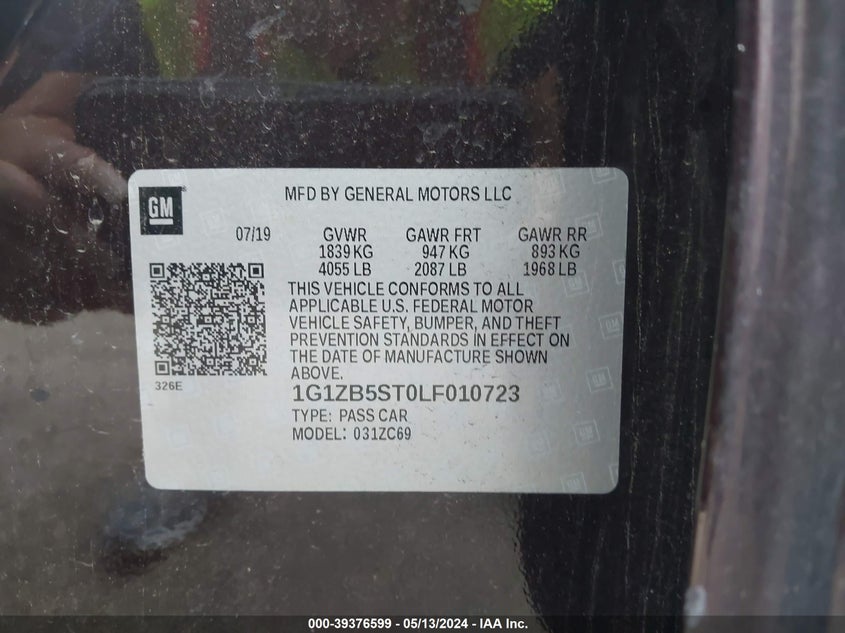 GM
MFD BY GENERAL MOTORS LLC
07/19 GVWR GAWR FRT GAWR RR
1839 KG 947 KG 893 KG
4055 LB 2087 LB 1968 LB
THIS VEHICLE CONFORMS TO ALL
APPLICABLE U.S. FEDERAL MOTOR
VEHICLE SAFETY, BUMPER, AND THEFT
PREVENTION STANDARDS IN EFFECT ON
THE DATE OF MANUFACTURE SHOWN
ABOVE.
326E
1G1ZB5ST0LF010723
TYPE: PASS CAR
MODEL: 031ZC69
000-39376599 - 05/13/2024 - IAA Inc.